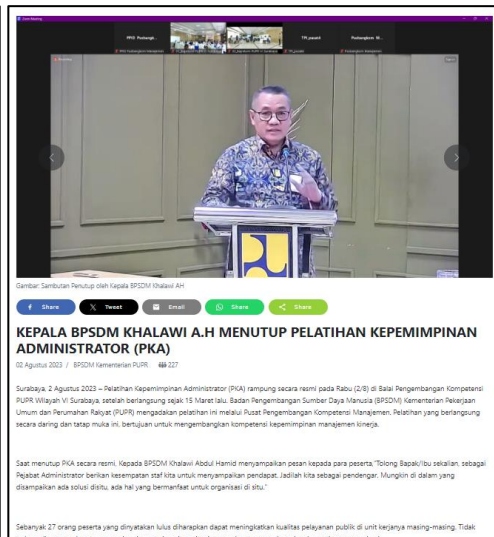 Zoom Meeting
PPID Pusbangk...
TPI_pusat4
Pusbangkom M...
Gambar: Sambutan Penutup oleh Kepala BPSDM Khalawi AH
Share Tweet Email Share Share
KEPALA BPSDM KHALAWI A.H MENUTUP PELATIHAN KEPEMIMPINAN
ADMINISTRATOR (PKA)
02 Agustus 2023 / BPSDM Kementerian PUPR 227
Surabaya, 2 Agustus 2023 – Pelatihan Kepemimpinan Administrator (PKA) rampung secara resmi pada Rabu (2/8) di Balai Pengembangan Kompetensi
PUPR Wilayah VI Surabaya, setelah berlangsung sejak 15 Maret lalu. Badan Pengembangan Sumber Daya Manusia (BPSDM) Kementerian Pekerjaan
Umum dan Perumahan Rakyat (PUPR) mengadakan pelatihan ini melalui Pusat Pengembangan Kompetensi Manajemen. Pelatihan yang berlangsung
secara daring dan tatap muka ini, bertujuan untuk mengembangkan kompetensi kepemimpinan manajemen kinerja.
Saat menutup PKA secara resmi, Kepada BPSDM Khalawi Abdul Hamid menyampaikan pesan kepada para peserta,"Tolong Bapak/Ibu sekalian, sebagai
Pejabat Administrator berikan kesempatan staf kita untuk menyampaikan pendapat. Jadilah kita sebagai pendengar. Mungkin di dalam yang
disampaikan ada solusi disitu, ada hal yang bermanfaat untuk organisasi di situ."
Sebanyak 27 orang peserta yang dinyatakan lulus diharapkan dapat meningkatkan kualitas pelayanan publik di unit kerjanya masing-masing. Tidak